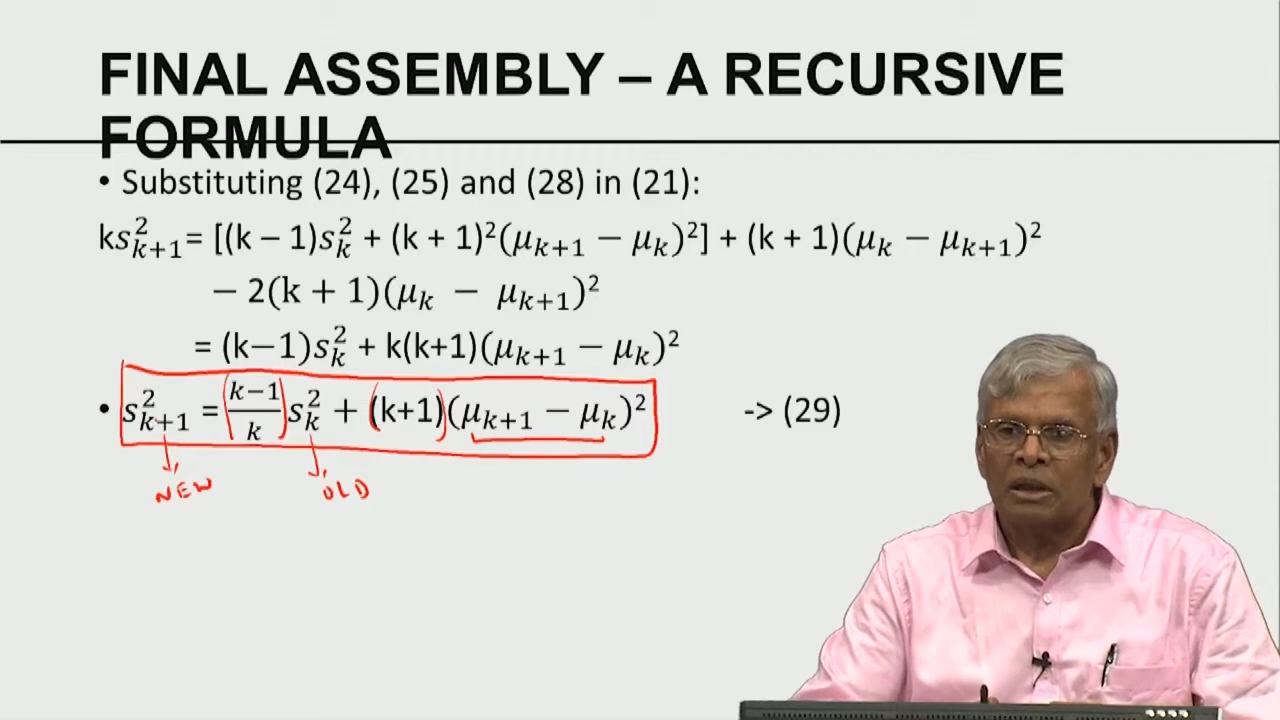 FINAL ASSEMBLY – A RECURSIVE
FORMULA
• Substituting (24), (25) and (28) in (21):
ks²ₖ₊₁ = [(k – 1)s²ₖ + (k + 1)²(μₖ₊₁ − μₖ)²] + (k + 1)(μₖ − μₖ₊₁)²
− 2(k + 1)(μₖ − μₖ₊₁)²
= (k−1)s²ₖ + k(k+1)(μₖ₊₁ − μₖ)²
• s²ₖ₊₁ = (k−1/k) s²ₖ + (k+1)(μₖ₊₁ − μₖ)² -> (29)
NEW OLD